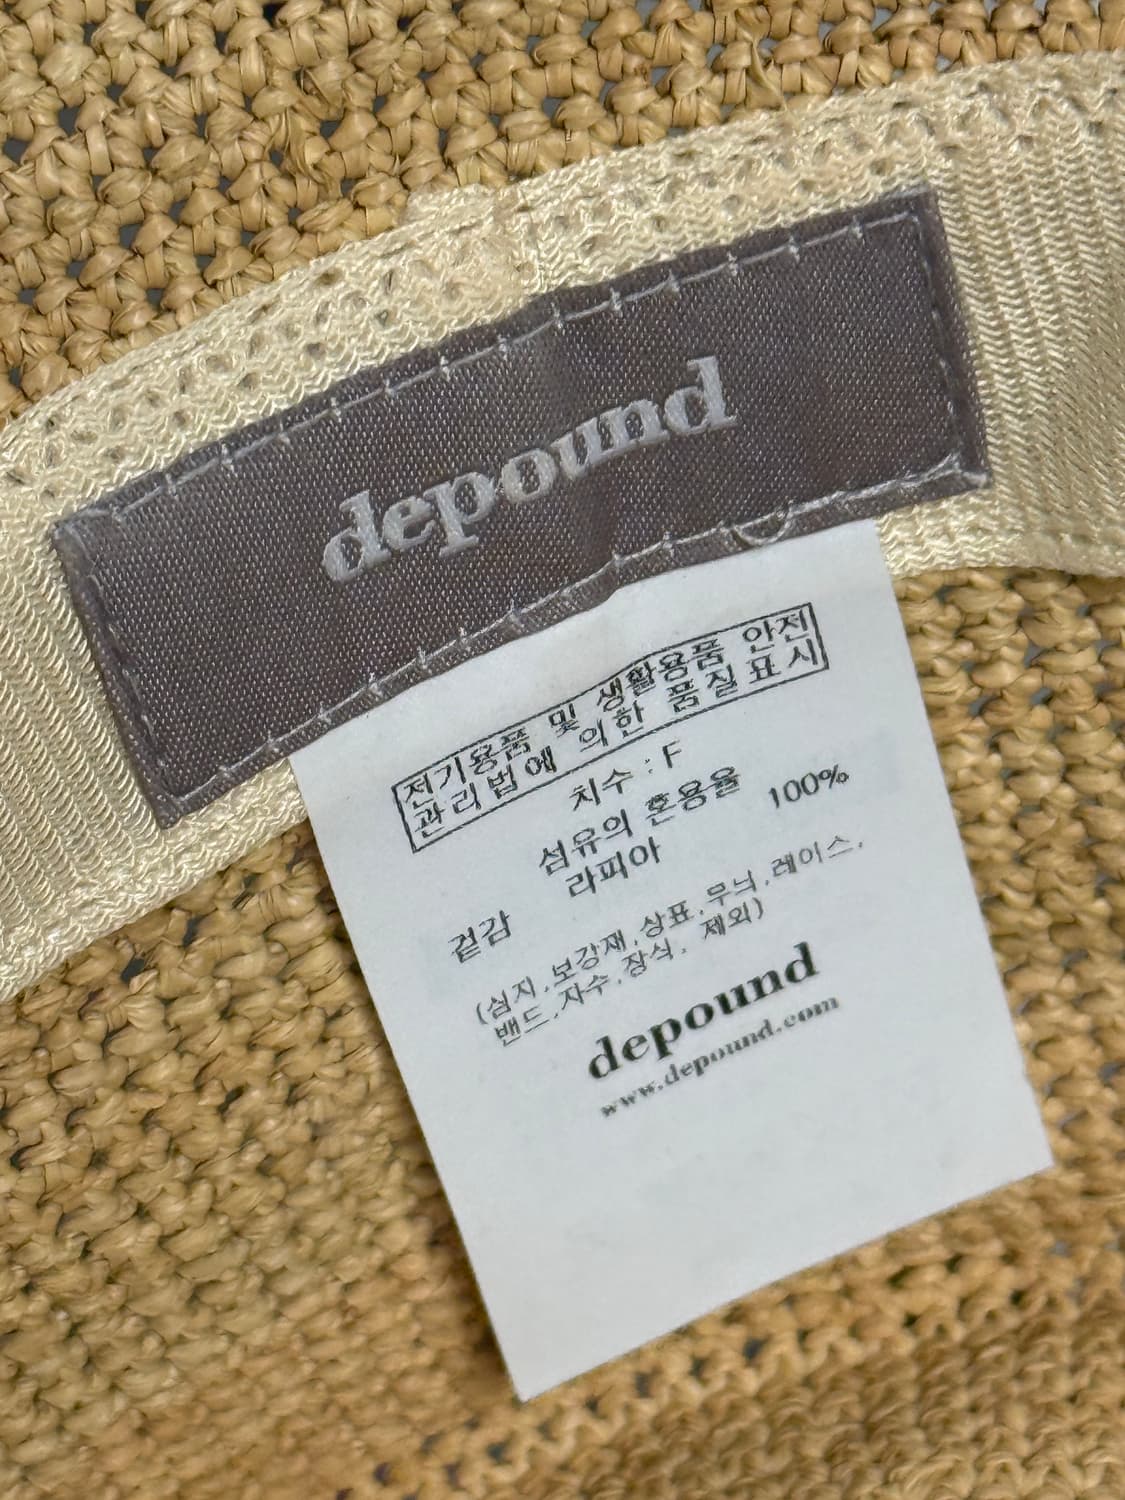 depound
전기용품 및 생활용품 안전
관리법에 의한 품질표시
치수 : F
섬유의 혼용율
겉감 라피아 100%
(심지,보강재,상표,무늬,레이스,
밴드,자수,장식, 제외)
depound
www.depound.com